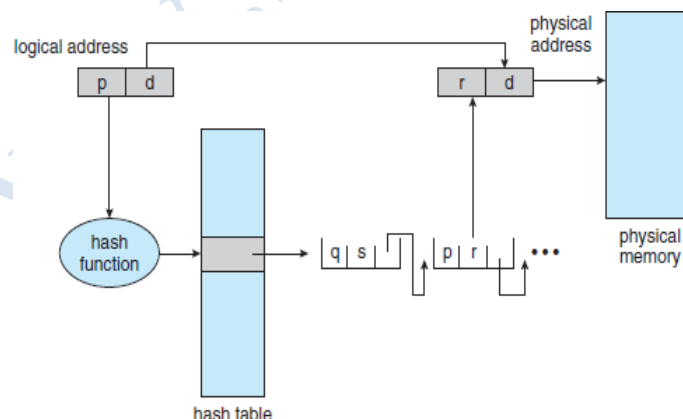 logical address
physical
address
p d
r d
hash
function
q s
p r
•••
physical
memory
hash table